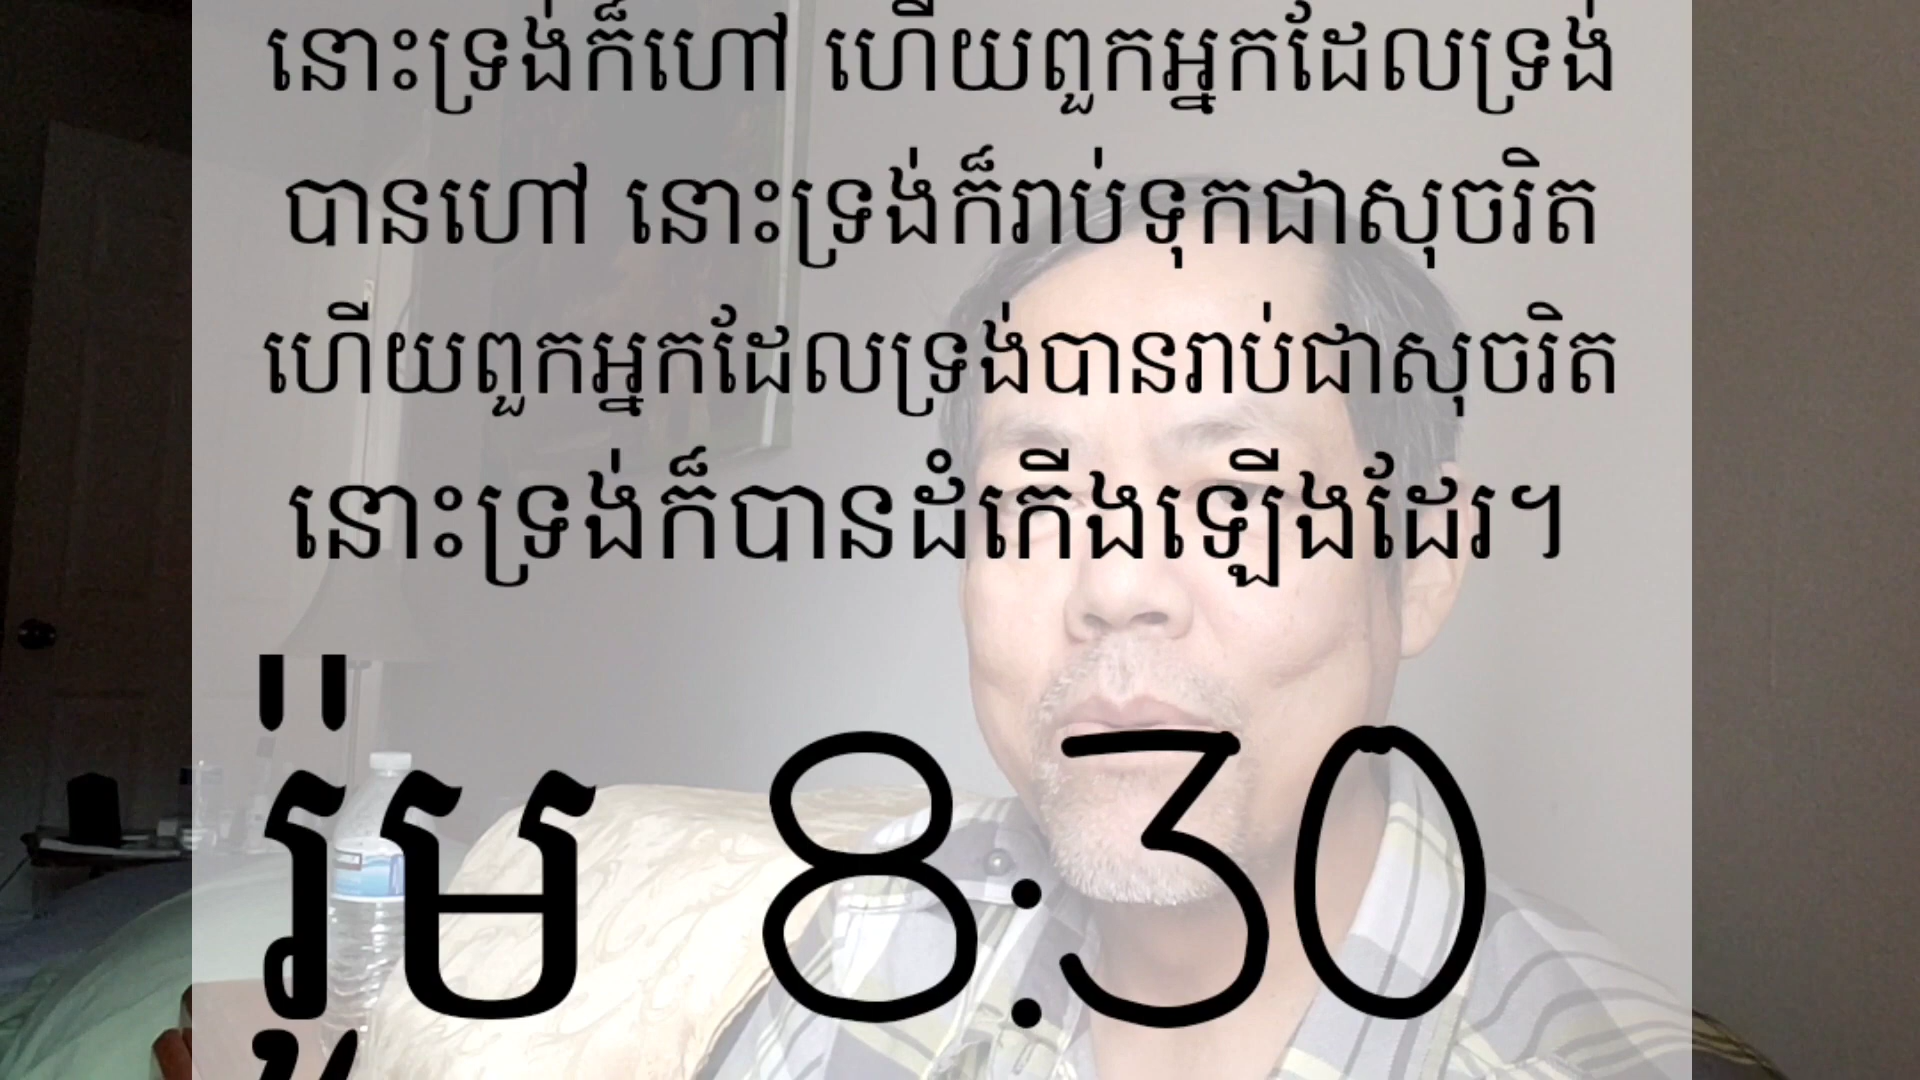 នោះទ្រង់ក៏ហៅ ហើយពួកអ្នកដែលទ្រង់
បានហៅ នោះទ្រង់ក៏រាប់ទុកជាសុចរិត
ហើយពួកអ្នកដែលទ្រង់បានរាប់ជាសុចរិត
នោះទ្រង់ក៏បានដំកើងឡើងដែរ។
រ៉ូម 8:30